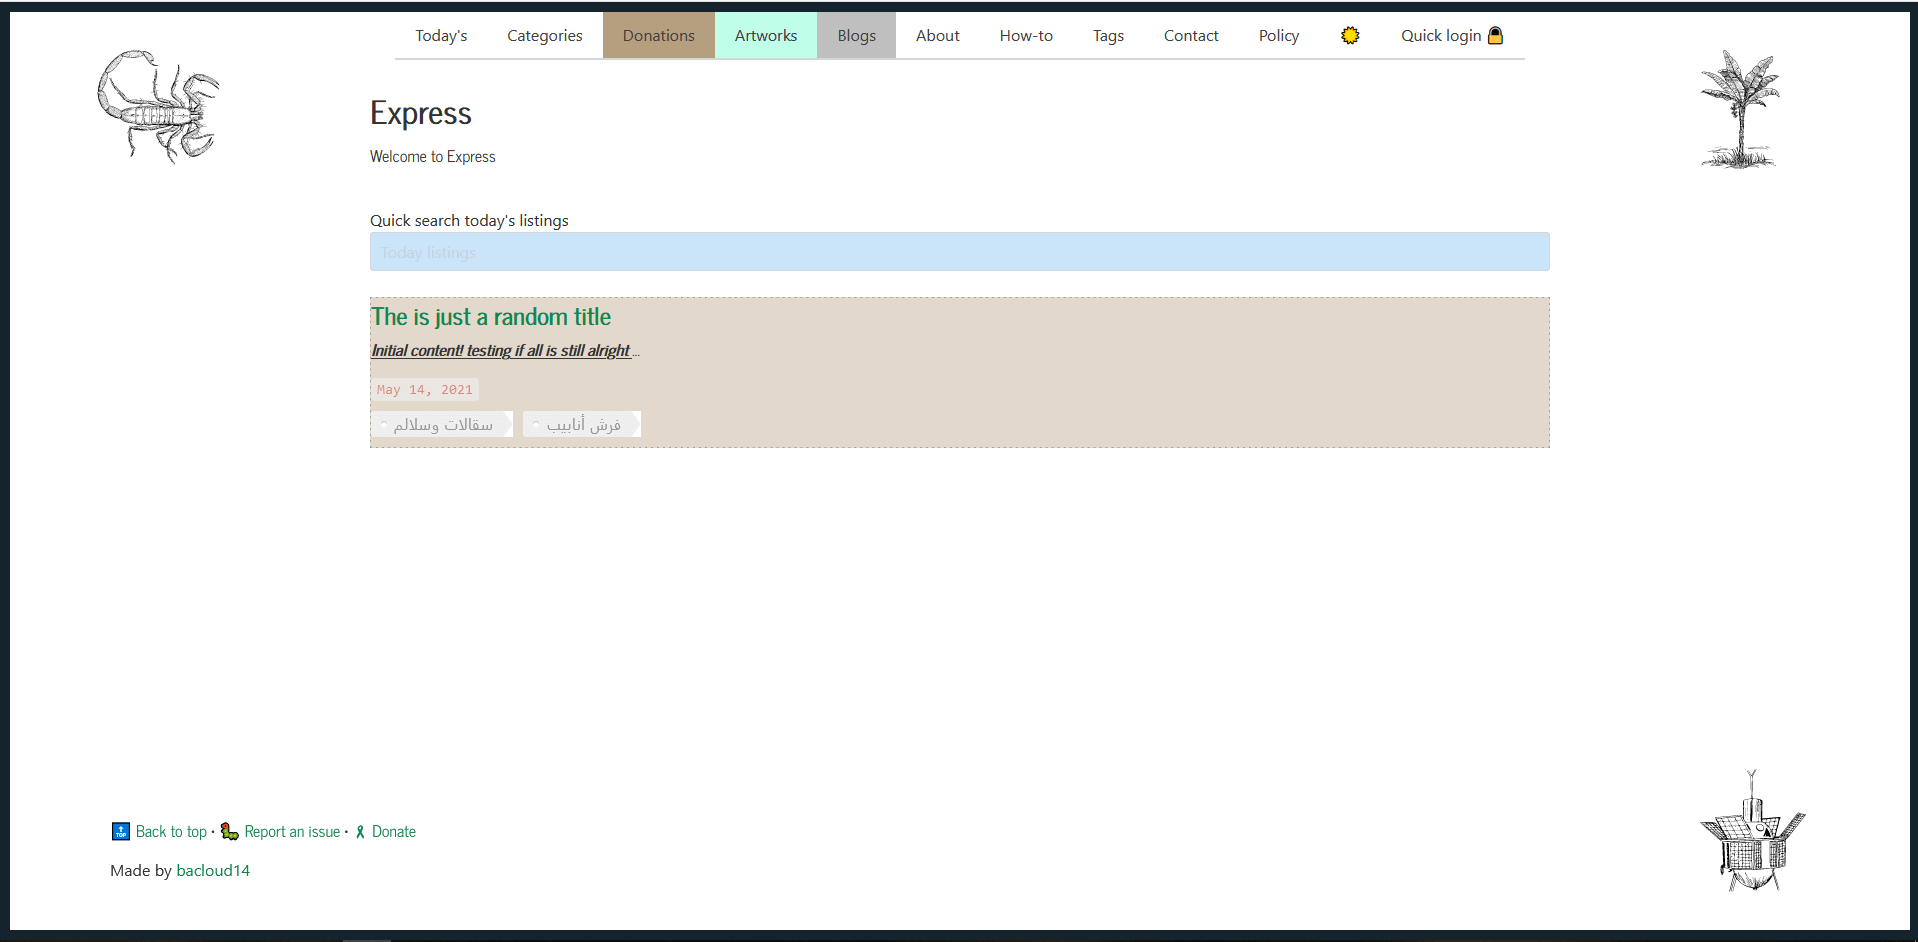 Today's Categories Donations Artworks Blogs About How-to Tags Contact Policy Quick login
Express
Welcome to Express
Quick search today's listings
Today listings
The is just a random title
Initial content! testing if all is still alright ...
May 14, 2021
سقالات وسلالم فرش أنابيب
TOP Back to top · Report an issue · Donate
Made by bacloud14